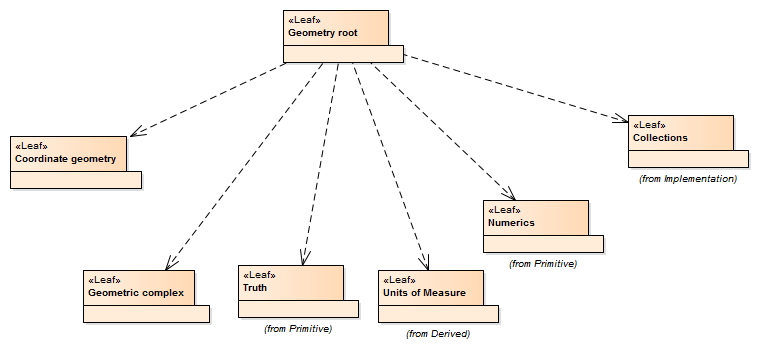 «Leaf»
Geometry root
«Leaf»
Collections
(from Implementation)
«Leaf»
Coordinate geometry
«Leaf»
Numerics
(from Primitive)
«Leaf»
Geometric complex
«Leaf»
Truth
(from Primitive)
«Leaf»
Units of Measure
(from Derived)